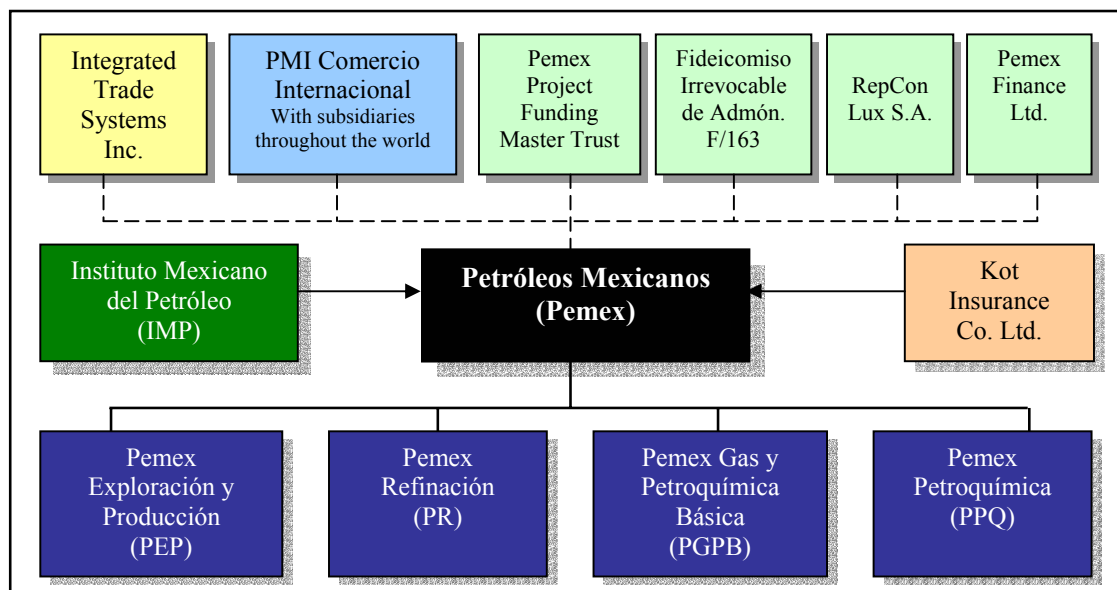 Integrated
Trade
Systems
Inc.
PMI Comercio
Internacional
With subsidiaries
throughout the world
Pemex
Project
Funding
Master Trust
Fideicomiso
Irrevocable
de Admón.
F/163
RepCon
Lux S.A.
Pemex
Finance
Ltd.
Instituto Mexicano
del Petróleo
(IMP)
Petróleos Mexicanos
(Pemex)
Kot
Insurance
Co. Ltd.
Pemex
Exploración y
Producción
(PEP)
Pemex
Refinación
(PR)
Pemex Gas y
Petroquímica
Básica
(PGPB)
Pemex
Petroquímica
(PPQ)